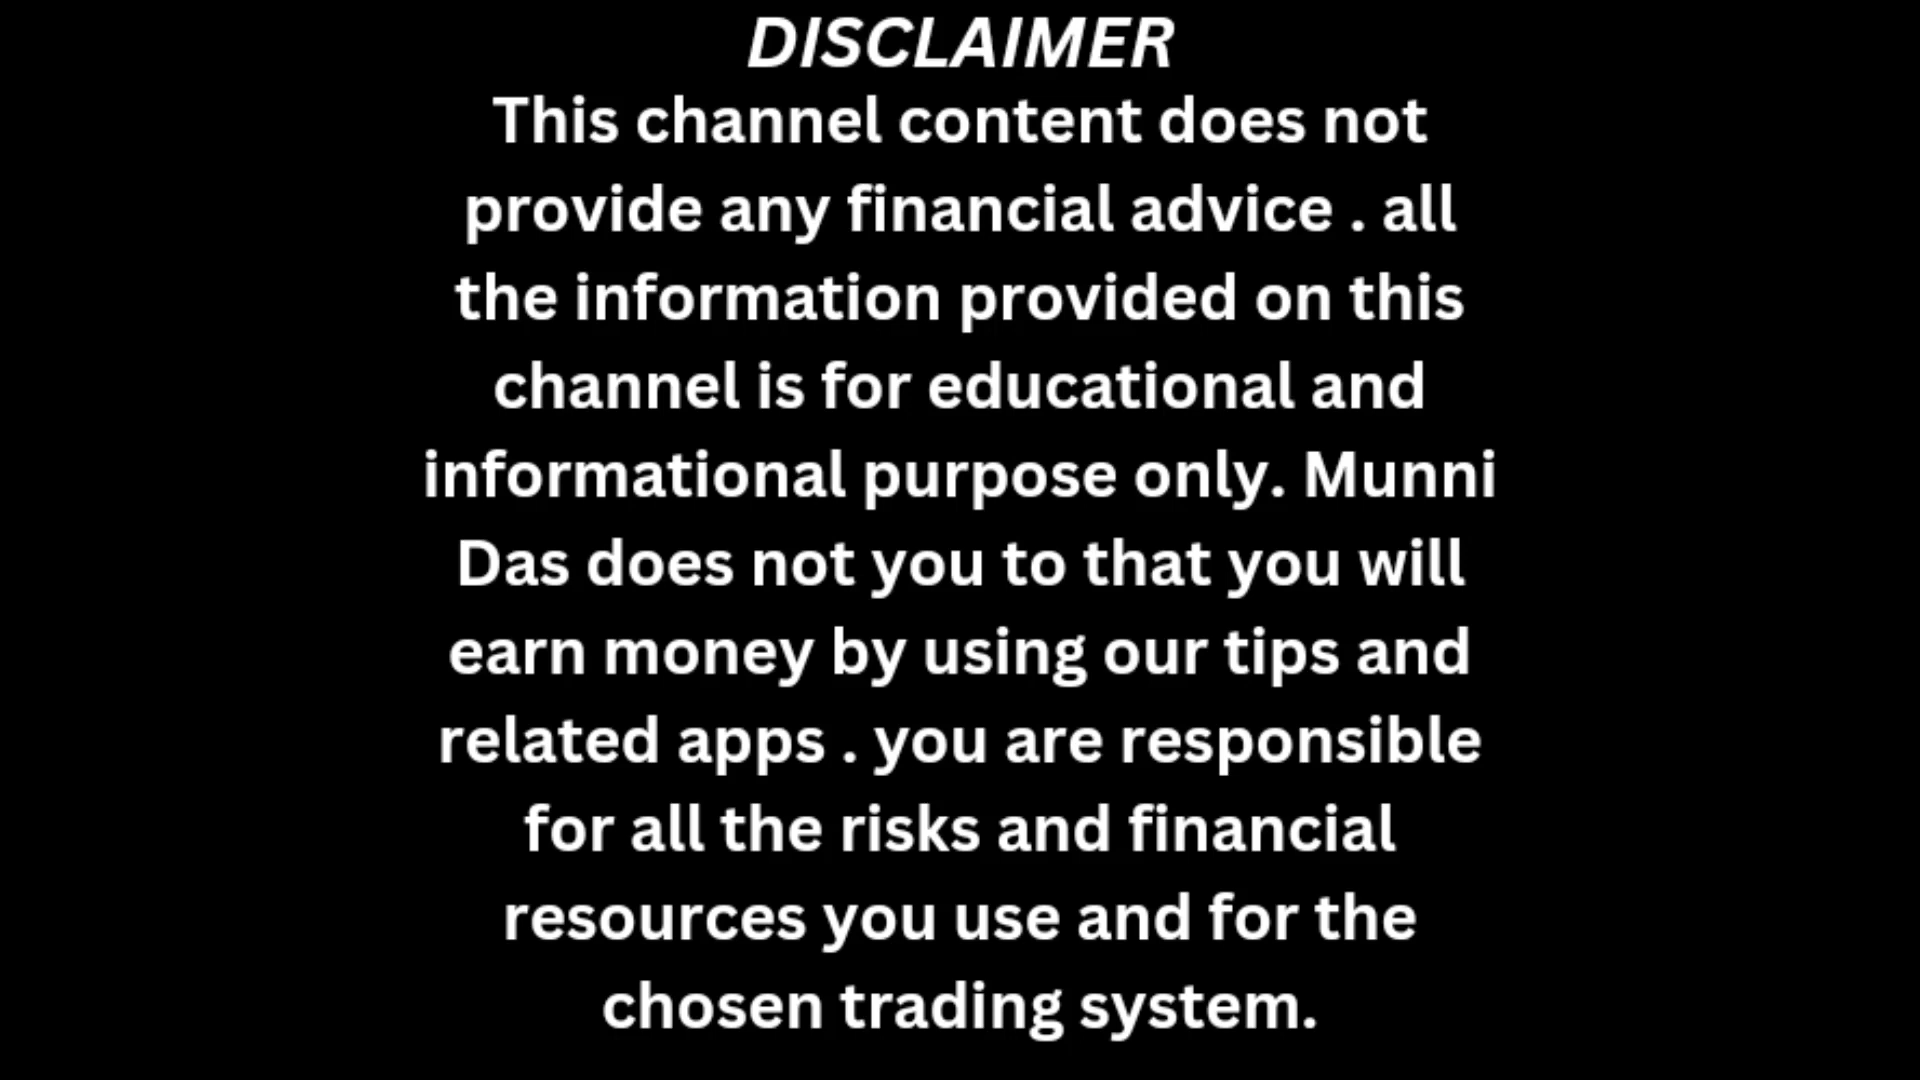 DISCLAIMER
This channel content does not
provide any financial advice . all
the information provided on this
channel is for educational and
informational purpose only. Munni
Das does not you to that you will
earn money by using our tips and
related apps . you are responsible
for all the risks and financial
resources you use and for the
chosen trading system.